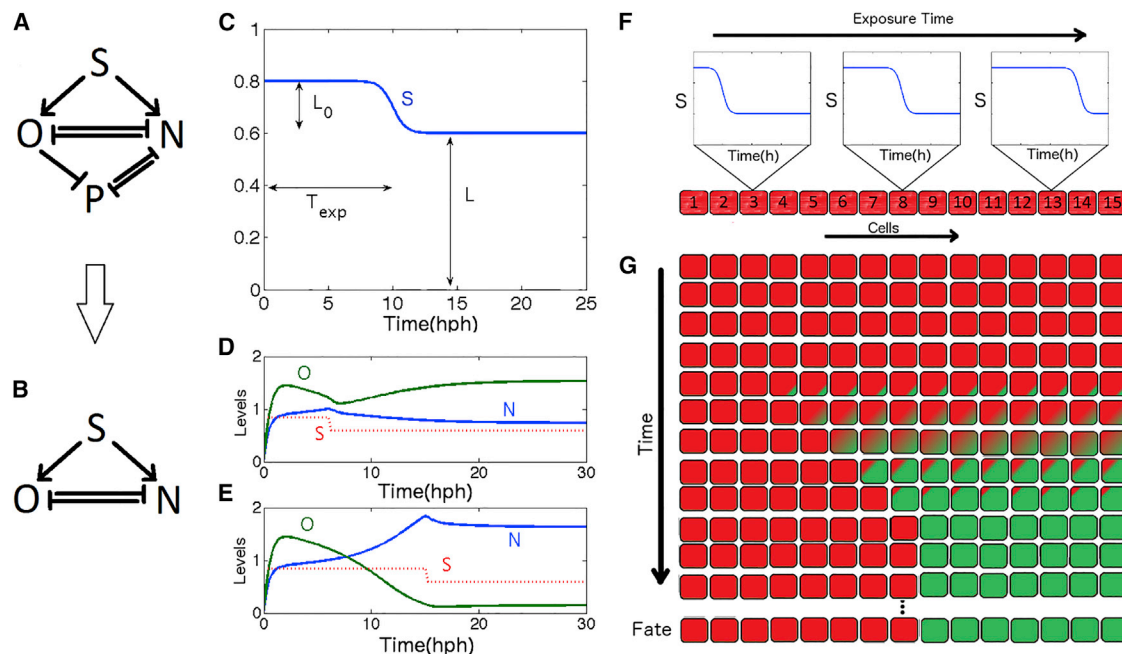 A
S
O N
P
B
S
O N
C
1
0.8
0.6
0.4
0.2
0
S
L0
Texp
L
0 5 10 15 20 25
Time(hph)
D
2
1
0
Levels
O
N
S
0 10 20 30
Time(hph)
E
2
1
0
Levels
O
N
S
0 10 20 30
Time(hph)
F
Exposure Time
S S S
Time(h) Time(h) Time(h)
1 2 3 4 5 6 7 8 9 10 11 12 13 14 15
Cells
G
Time
Fate